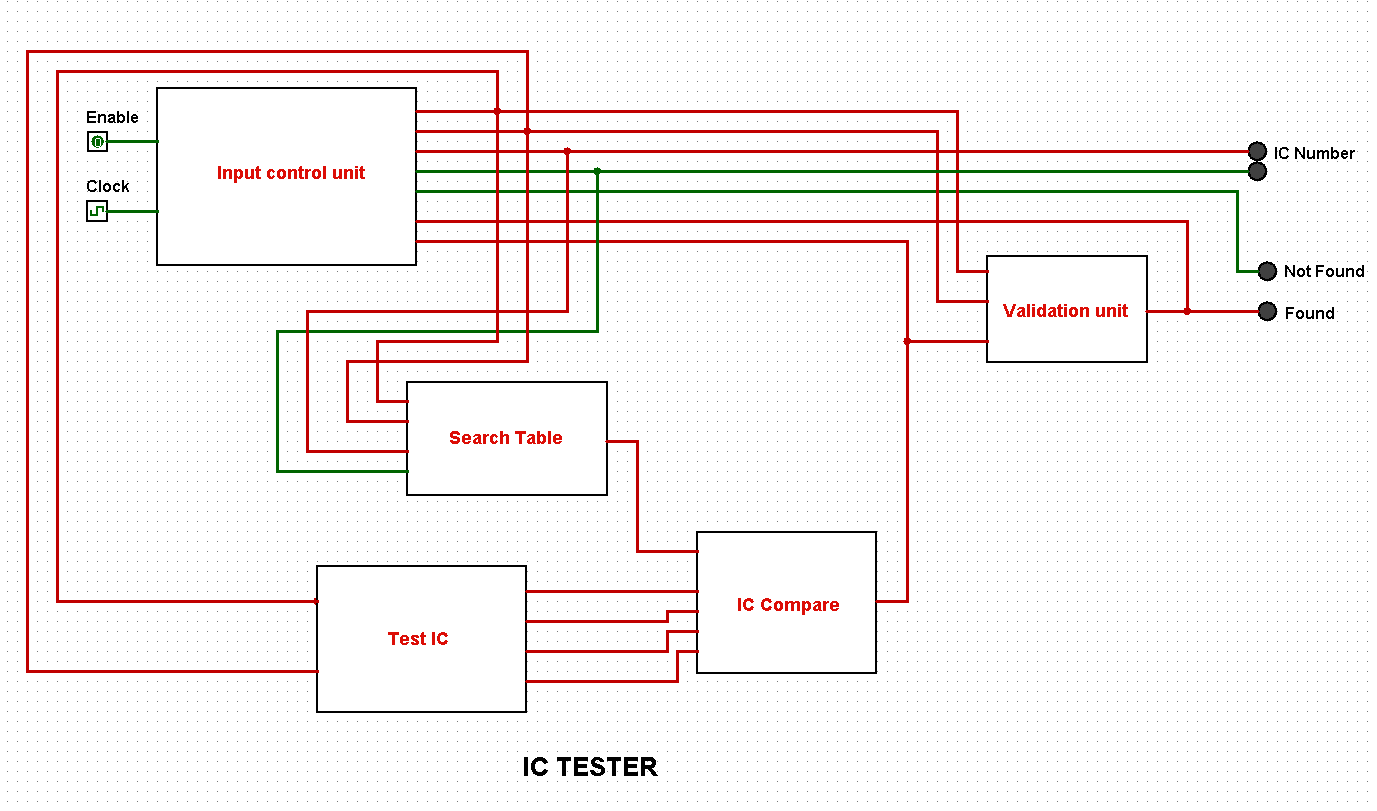 Enable
Clock
Input control unit
IC Number
Not Found
Found
Validation unit
Search Table
IC Compare
Test IC
IC TESTER